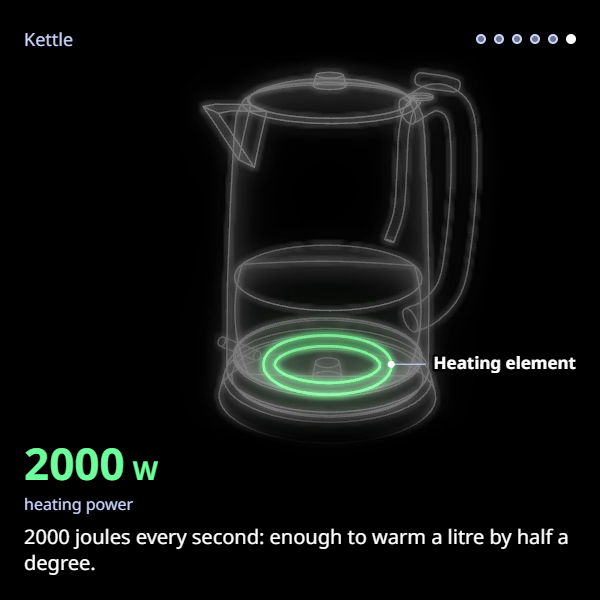 Kettle
Heating element
2000 W
heating power
2000 joules every second: enough to warm a litre by half a
degree.